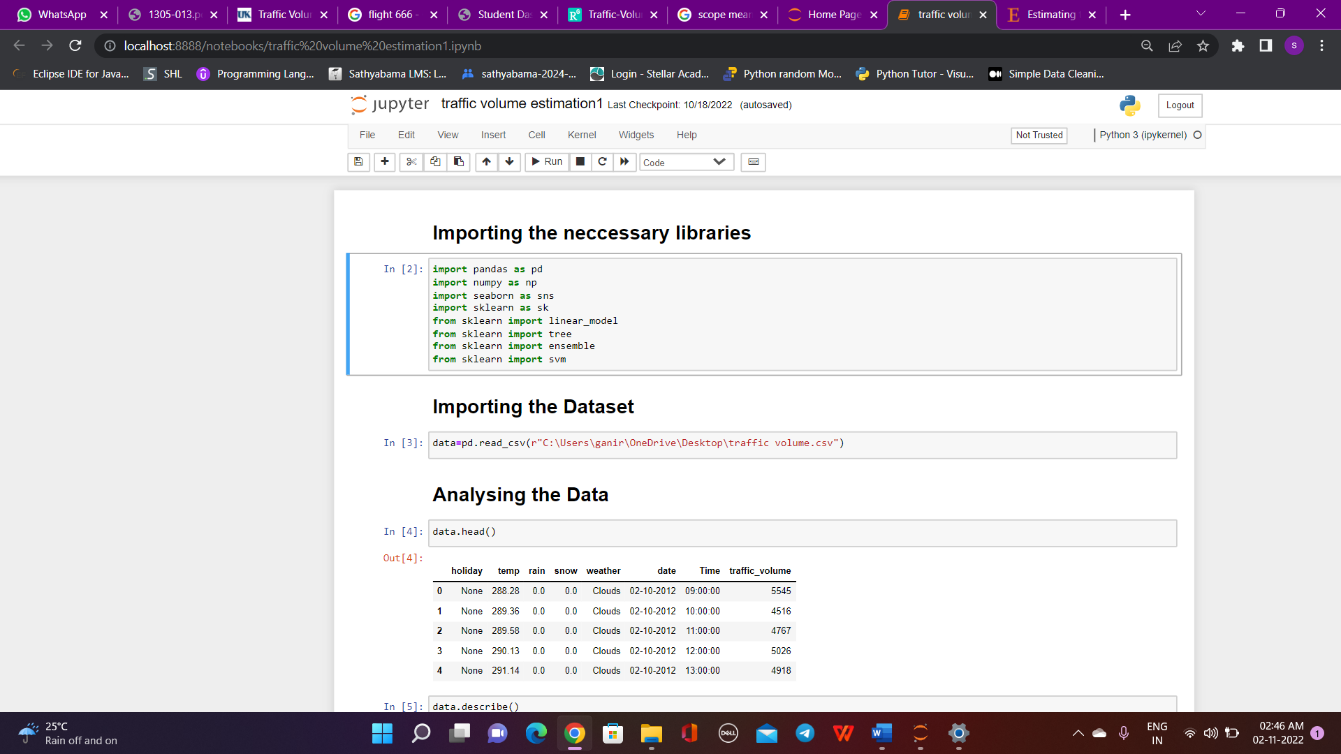 WhatsApp 1305-013.p Traffic Volu flight 666 - Student Da Traffic-Volu scope mear Home Page traffic volur Estimating
localhost:8888/notebooks/traffic%20volume%20estimation1.ipynb S
Eclipse IDE for Java... SHL Programming Lang... Sathyabama LMS: L... sathyabama-2024-... Login - Stellar Acad... Python random Mo... Python Tutor - Visu... Simple Data Cleani...
jupyter traffic volume estimation1 Last Checkpoint: 10/18/2022 (autosaved) Logout
File Edit View Insert Cell Kernel Widgets Help Not Trusted Python 3 (ipykernel)
Run Code
Importing the neccessary libraries
In [2]: import pandas as pd
import numpy as np
import seaborn as sns
import sklearn as sk
from sklearn import linear_model
from sklearn import tree
from sklearn import ensemble
from sklearn import svm
Importing the Dataset
In [3]: data=pd.read_csv(r"C:\Users\ganir\OneDrive\Desktop\traffic volume.csv")
Analysing the Data
In [4]: data.head()
Out[4]:
holiday temp rain snow weather date Time traffic_volume
0 None 288.28 0.0 0.0 Clouds 02-10-2012 09:00:00 5545
1 None 289.36 0.0 0.0 Clouds 02-10-2012 10:00:00 4516
2 None 289.58 0.0 0.0 Clouds 02-10-2012 11:00:00 4767
3 None 290.13 0.0 0.0 Clouds 02-10-2012 12:00:00 5026
4 None 291.14 0.0 0.0 Clouds 02-10-2012 13:00:00 4918
In [5]: data.describe()
25°C
Rain off and on
DELL
ENG
IN
02:46 AM
02-11-2022
1